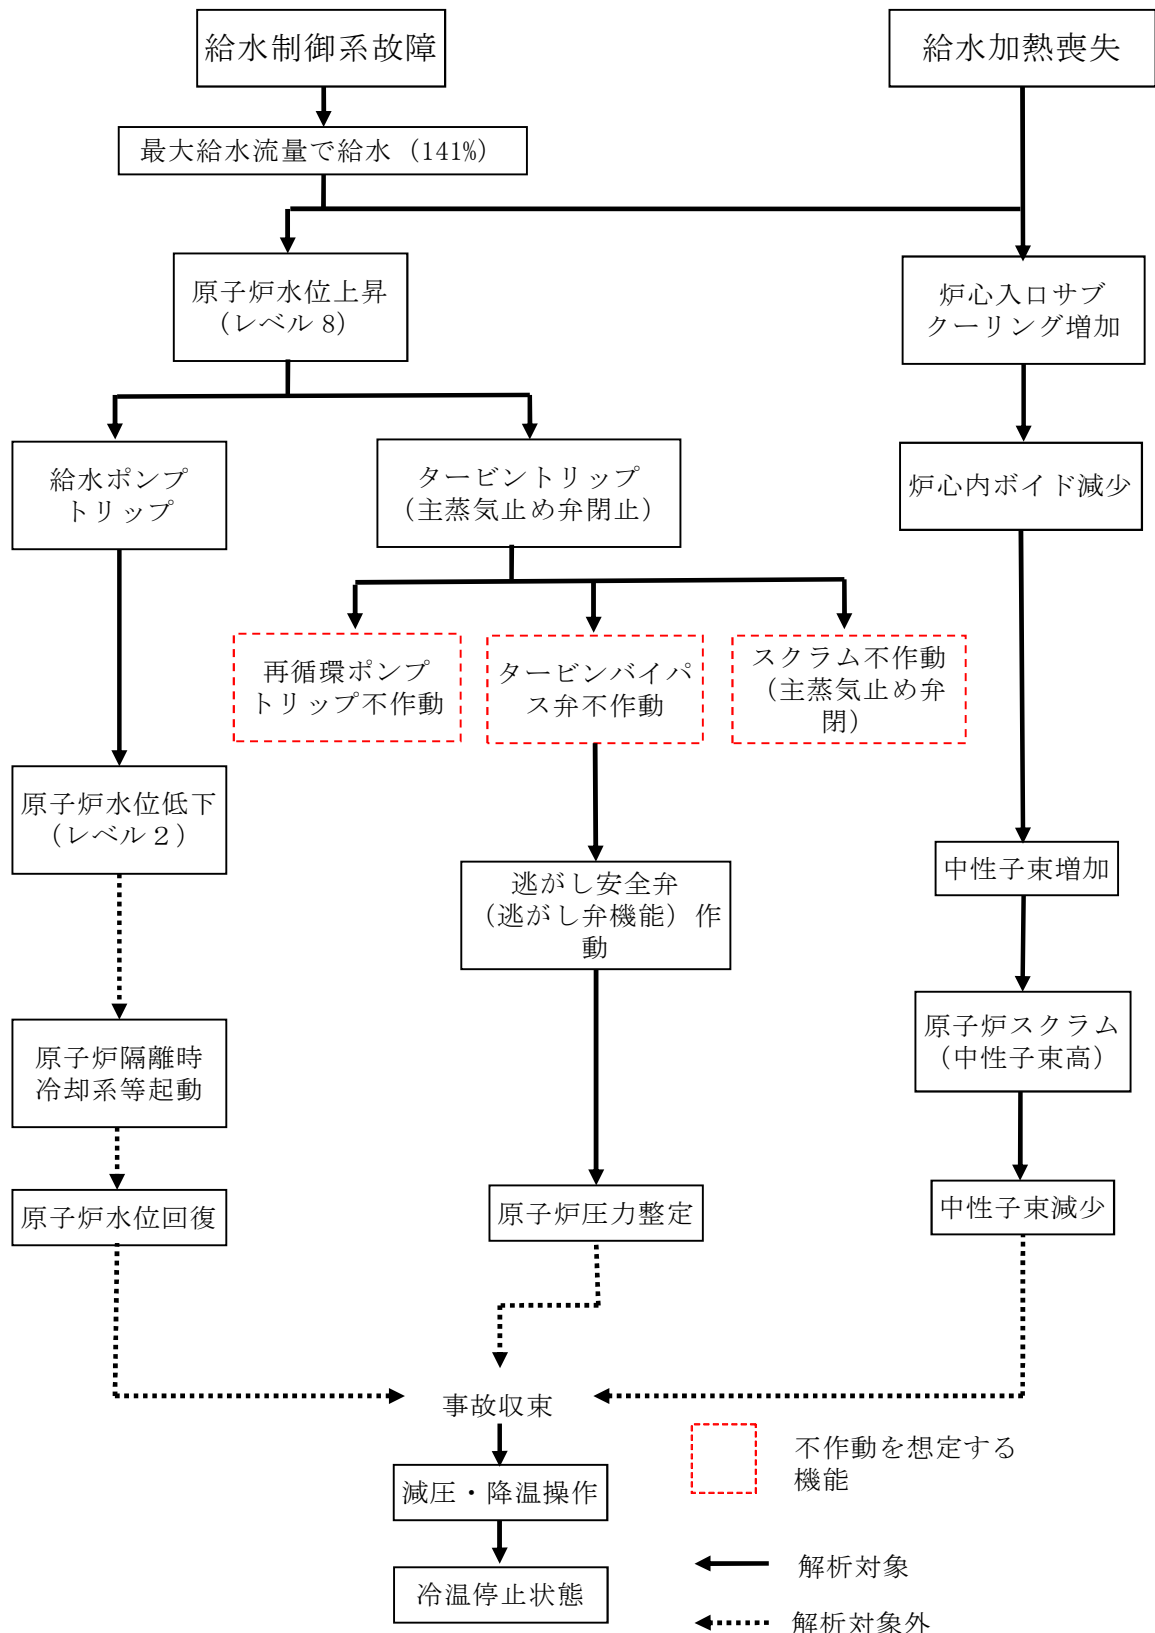 給水制御系故障
給水加熱喪失
最大給水流量で給水（141%）
原子炉水位上昇
（レベル 8）
炉心入口サブ
クーリング増加
給水ポンプ
トリップ
タービントリップ
（主蒸気止め弁閉止）
炉心内ボイド減少
再循環ポンプ
トリップ不作動
タービンバイパ
ス弁不作動
スクラム不作動
（主蒸気止め弁
閉）
原子炉水位低下
（レベル２）
逃がし安全弁
（逃がし弁機能）作
動
中性子束増加
原子炉隔離時
冷却系等起動
原子炉スクラム
（中性子束高）
原子炉水位回復
原子炉圧力整定
中性子束減少
事故収束
減圧・降温操作
冷温停止状態
不作動を想定する
機能
解析対象
解析対象外